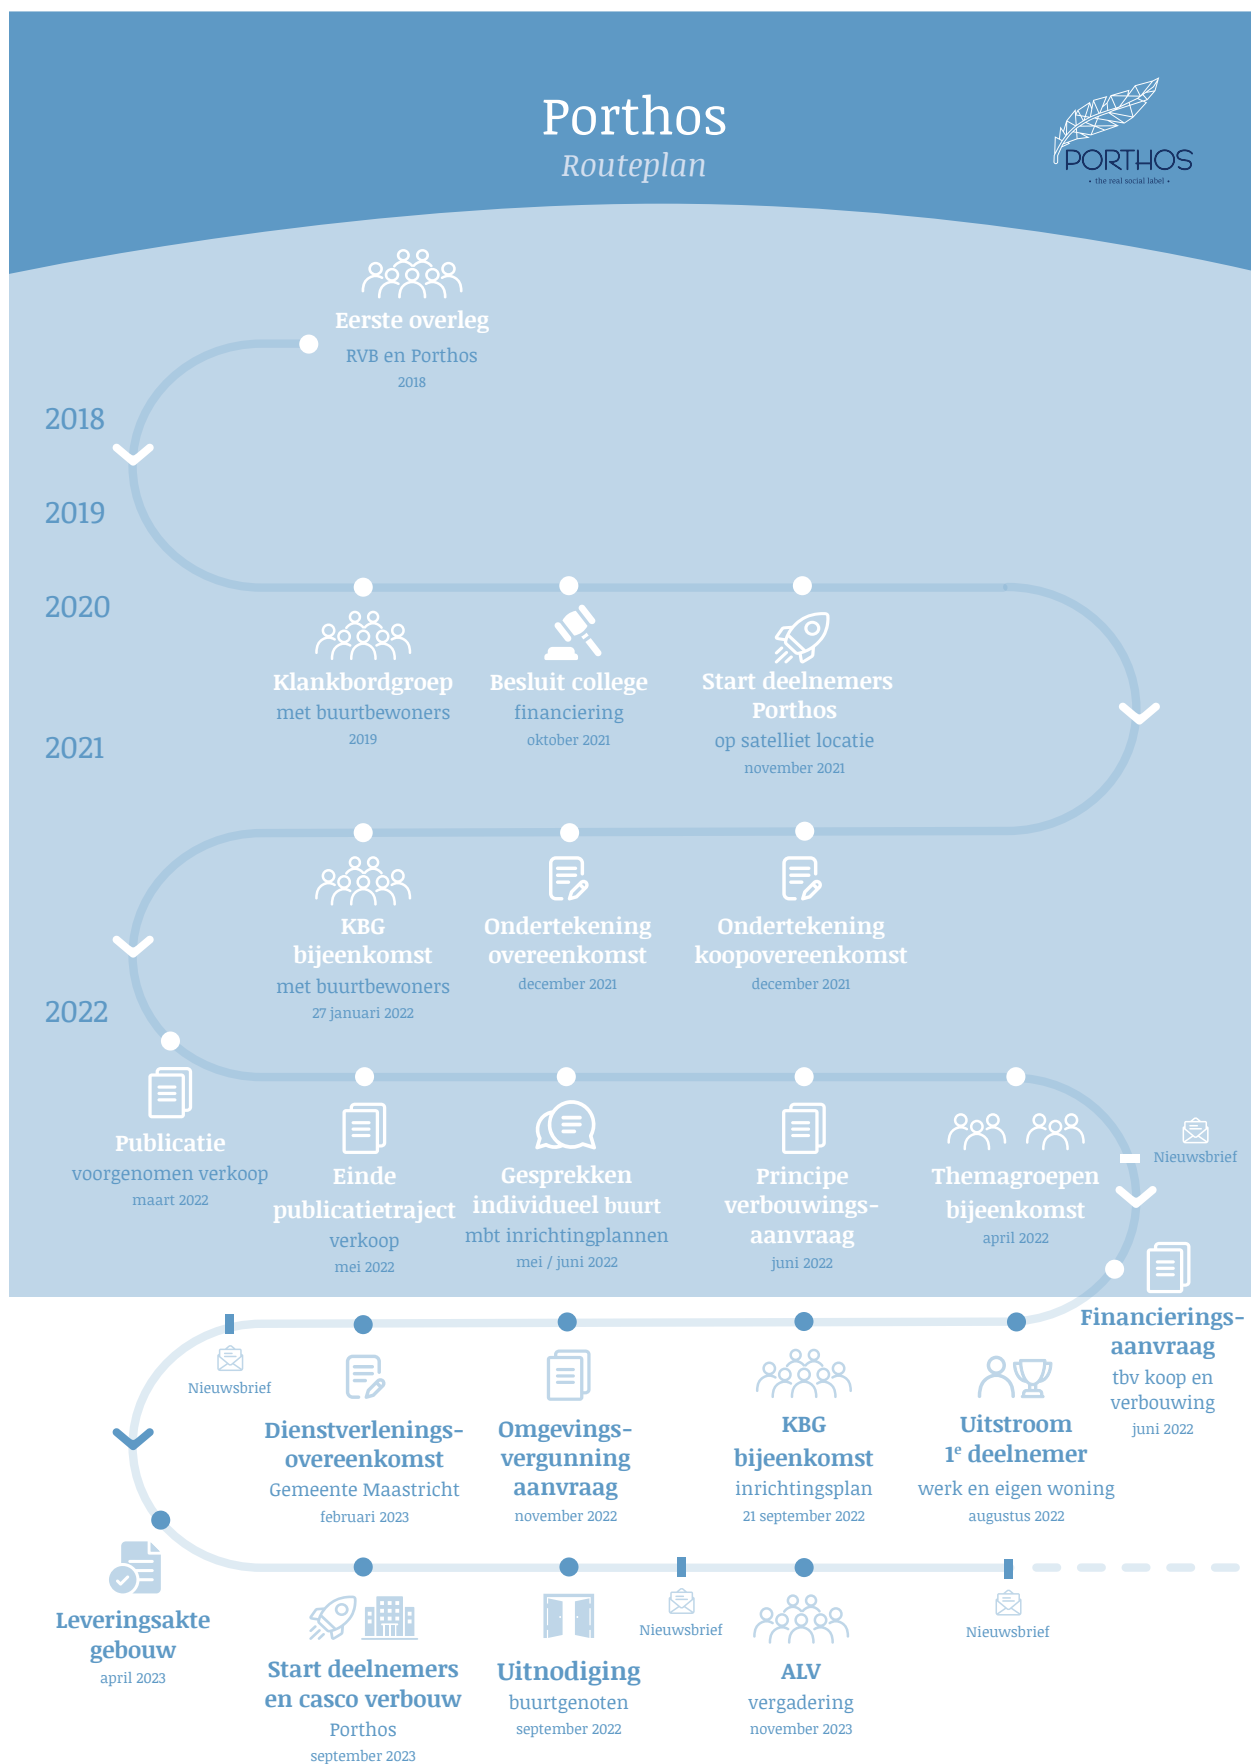 Porthos
Routeplan
PORTHOS
• the real social label •
Eerste overleg
RVB en Porthos
2018
2018
2019
2020
2021
2022
Klankbordgroep
met buurtbewoners
2019
Besluit college
financiering
oktober 2021
Start deelnemers
Porthos
op satelliet locatie
november 2021
KBG
bijeenkomst
met buurtbewoners
27 januari 2022
Ondertekening
overeenkomst
december 2021
Ondertekening
koopovereenkomst
december 2021
Publicatie
voorgenomen verkoop
maart 2022
Einde
publicatietraject
verkoop
mei 2022
Gesprekken
individueel buurt
mbt inrichtingplannen
mei / juni 2022
Principe
verbouwings-
aanvraag
juni 2022
Themagroepen
bijeenkomst
april 2022
Nieuwsbrief
Financierings-
aanvraag
tbv koop en
verbouwing
juni 2022
Nieuwsbrief
Dienstverlenings-
overeenkomst
Gemeente Maastricht
februari 2023
Omgevings-
vergunning
aanvraag
november 2022
KBG
bijeenkomst
inrichtingsplan
21 september 2022
Uitstroom
1e deelnemer
werk en eigen woning
augustus 2022
Leveringsakte
gebouw
april 2023
Start deelnemers
en casco verbouw
Porthos
september 2023
Uitnodiging
buurtgenoten
september 2022
Nieuwsbrief
ALV
vergadering
november 2023
Nieuwsbrief